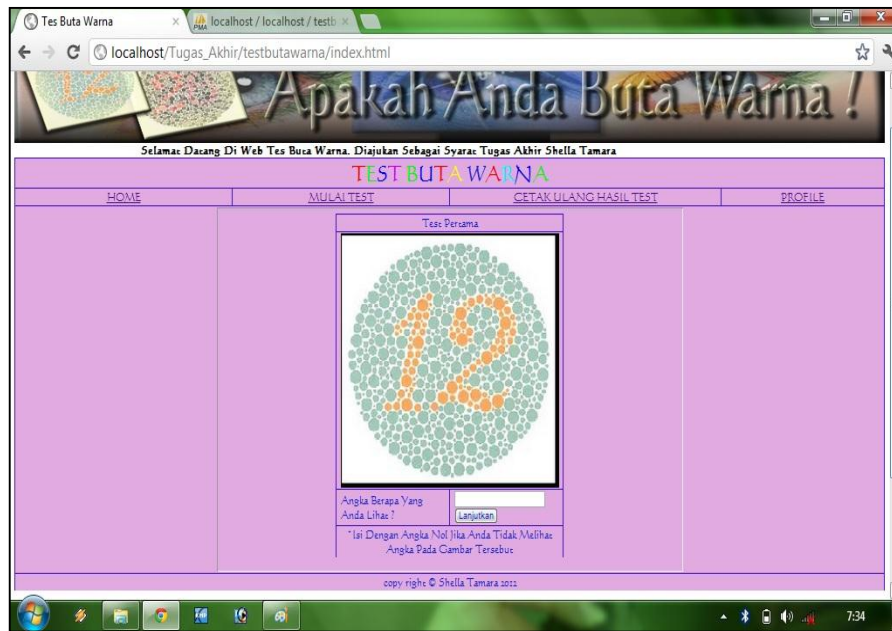 Tes Buta Warna
localhost / localhost / testb
localhost/Tugas_Akhir/testbutawarna/index.html
Apakah Anda Buta Warna !
Selamat Datang Di Web Tes Buta Warna. Diajukan Sebagai Syarat Tugas Akhir Shella Tamara
TEST BUTA WARNA
HOME MULAI TEST CETAK ULANG HASIL TEST PROFILE
Test Pertama
12
Angka Berapa Yang
Anda Lihat ?
Lanjutkan
*Isi Dengan Angka Nol Jika Anda Tidak Melihat
Angka Pada Gambar Tersebut
copy right © Shella Tamara 2012
7:34